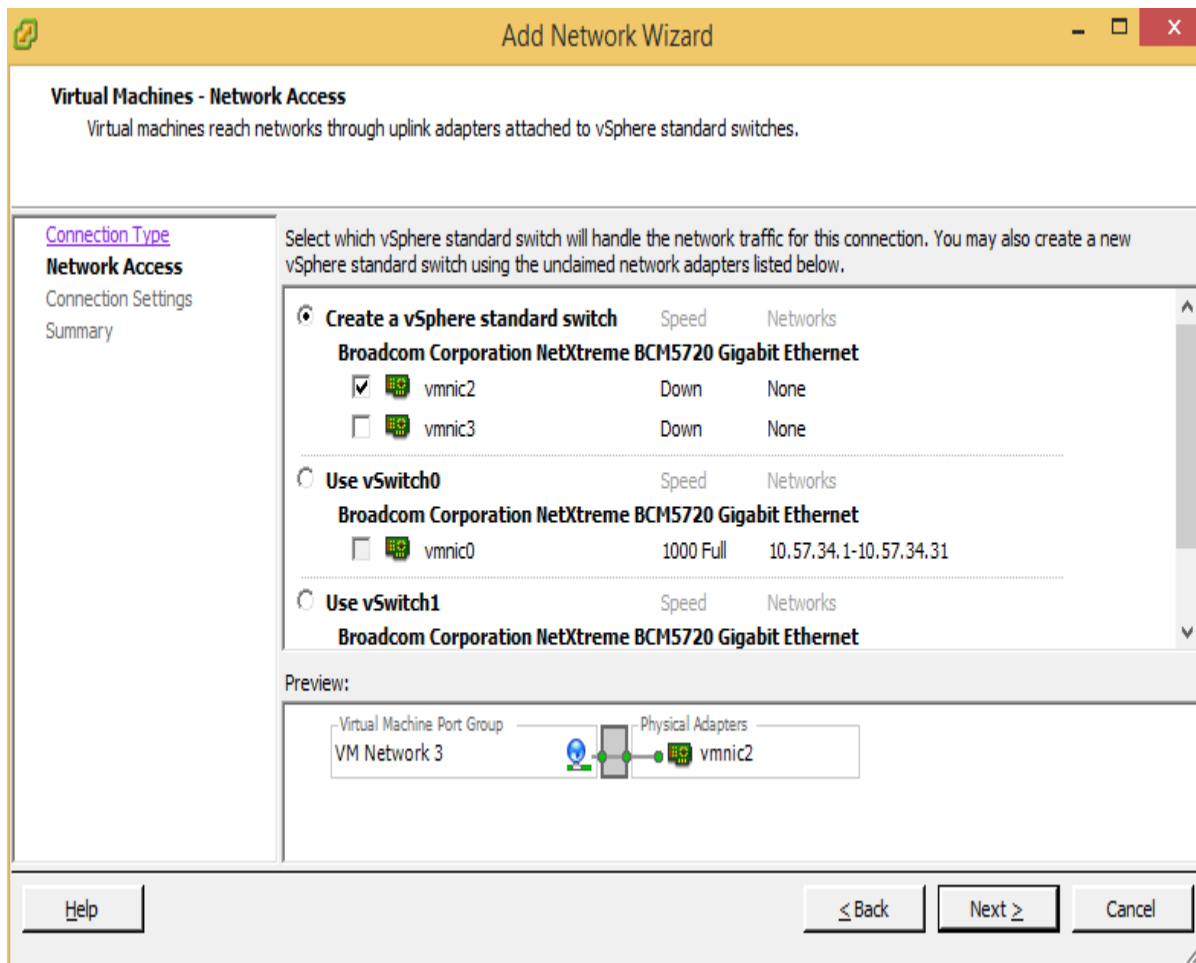 Add Network Wizard
Virtual Machines - Network Access
Virtual machines reach networks through uplink adapters attached to vSphere standard switches.
Connection Type
Network Access
Connection Settings
Summary
Select which vSphere standard switch will handle the network traffic for this connection. You may also create a new
vSphere standard switch using the unclaimed network adapters listed below.
Create a vSphere standard switch Speed Networks
Broadcom Corporation NetXtreme BCM5720 Gigabit Ethernet
vmnic2 Down None
vmnic3 Down None
Use vSwitch0 Speed Networks
Broadcom Corporation NetXtreme BCM5720 Gigabit Ethernet
vmnic0 1000 Full 10.57.34.1-10.57.34.31
Use vSwitch1 Speed Networks
Broadcom Corporation NetXtreme BCM5720 Gigabit Ethernet
Preview:
Virtual Machine Port Group Physical Adapters
VM Network 3 vmnic2
Help < Back Next > Cancel